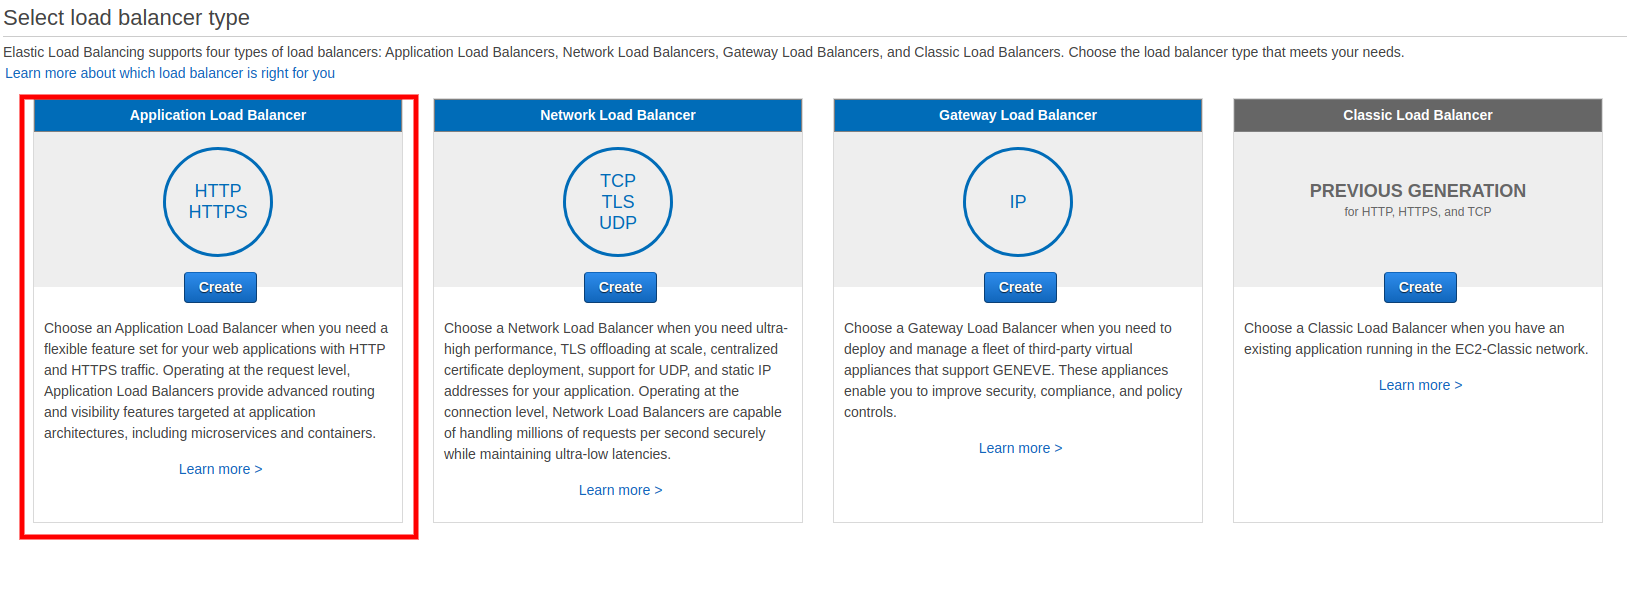 Select load balancer type
Elastic Load Balancing supports four types of load balancers: Application Load Balancers, Network Load Balancers, Gateway Load Balancers, and Classic Load Balancers. Choose the load balancer type that meets your needs.
Learn more about which load balancer is right for you
Application Load Balancer
HTTP
HTTPS
Create
Choose an Application Load Balancer when you need a
flexible feature set for your web applications with HTTP
and HTTPS traffic. Operating at the request level,
Application Load Balancers provide advanced routing
and visibility features targeted at application
architectures, including microservices and containers.
Learn more >
Network Load Balancer
TCP
TLS
UDP
Create
Choose a Network Load Balancer when you need ultra-
high performance, TLS offloading at scale, centralized
certificate deployment, support for UDP, and static IP
addresses for your application. Operating at the
connection level, Network Load Balancers are capable
of handling millions of requests per second securely
while maintaining ultra-low latencies.
Learn more >
Gateway Load Balancer
IP
Create
Choose a Gateway Load Balancer when you need to
deploy and manage a fleet of third-party virtual
appliances that support GENEVE. These appliances
enable you to improve security, compliance, and policy
controls.
Learn more >
Classic Load Balancer
PREVIOUS GENERATION
for HTTP, HTTPS, and TCP
Create
Choose a Classic Load Balancer when you have an
existing application running in the EC2-Classic network.
Learn more >